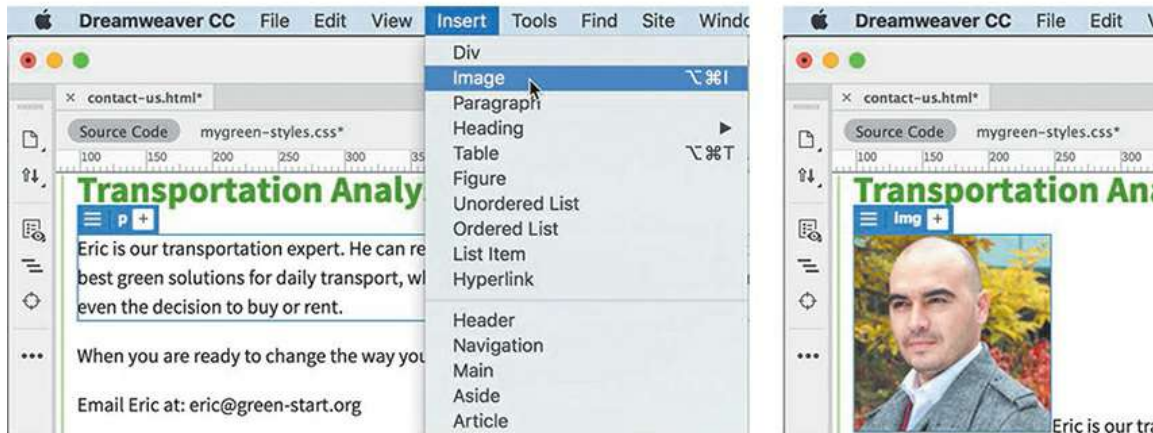 Dreamweaver CC File Edit View Insert Tools Find Site
Div
Image ⌥⌘I
Paragraph
Heading ▶
Table ⌥⌘T
Figure
Unordered List
Ordered List
List Item
Hyperlink
Header
Navigation
Main
Aside
Article
× contact-us.html*
Source Code mygreen-styles.css*
100 150 200 250 300 35
Transportation Analy
p +
Eric is our transportation expert. He can re
best green solutions for daily transport, wh
even the decision to buy or rent.
When you are ready to change the way you
Email Eric at: eric@green-start.org
Dreamweaver CC File Edit
× contact-us.html*
Source Code mygreen-styles.css*
100 150 200 250 300
Transportation Ana
Img +
Eric is our tra